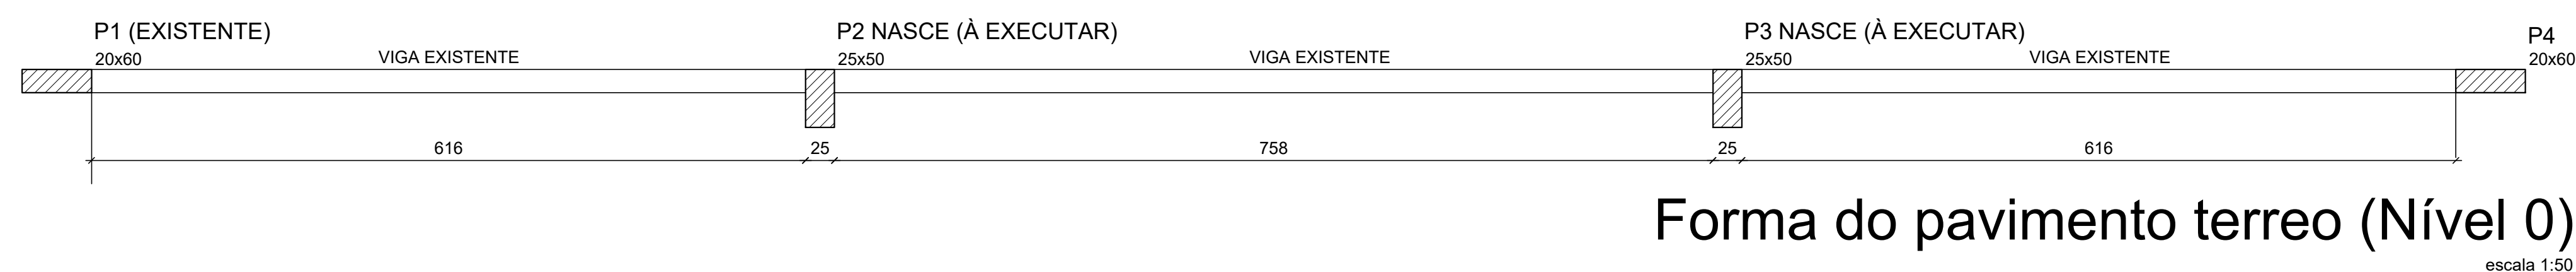 P1 (EXISTENTE)
20x60
VIGA EXISTENTE
P2 NASCE (À EXECUTAR)
25x50
VIGA EXISTENTE
P3 NASCE (À EXECUTAR)
25x50
VIGA EXISTENTE
P4
20x60
616
25
758
25
616
Forma do pavimento terreo (Nível 0)
escala 1:50